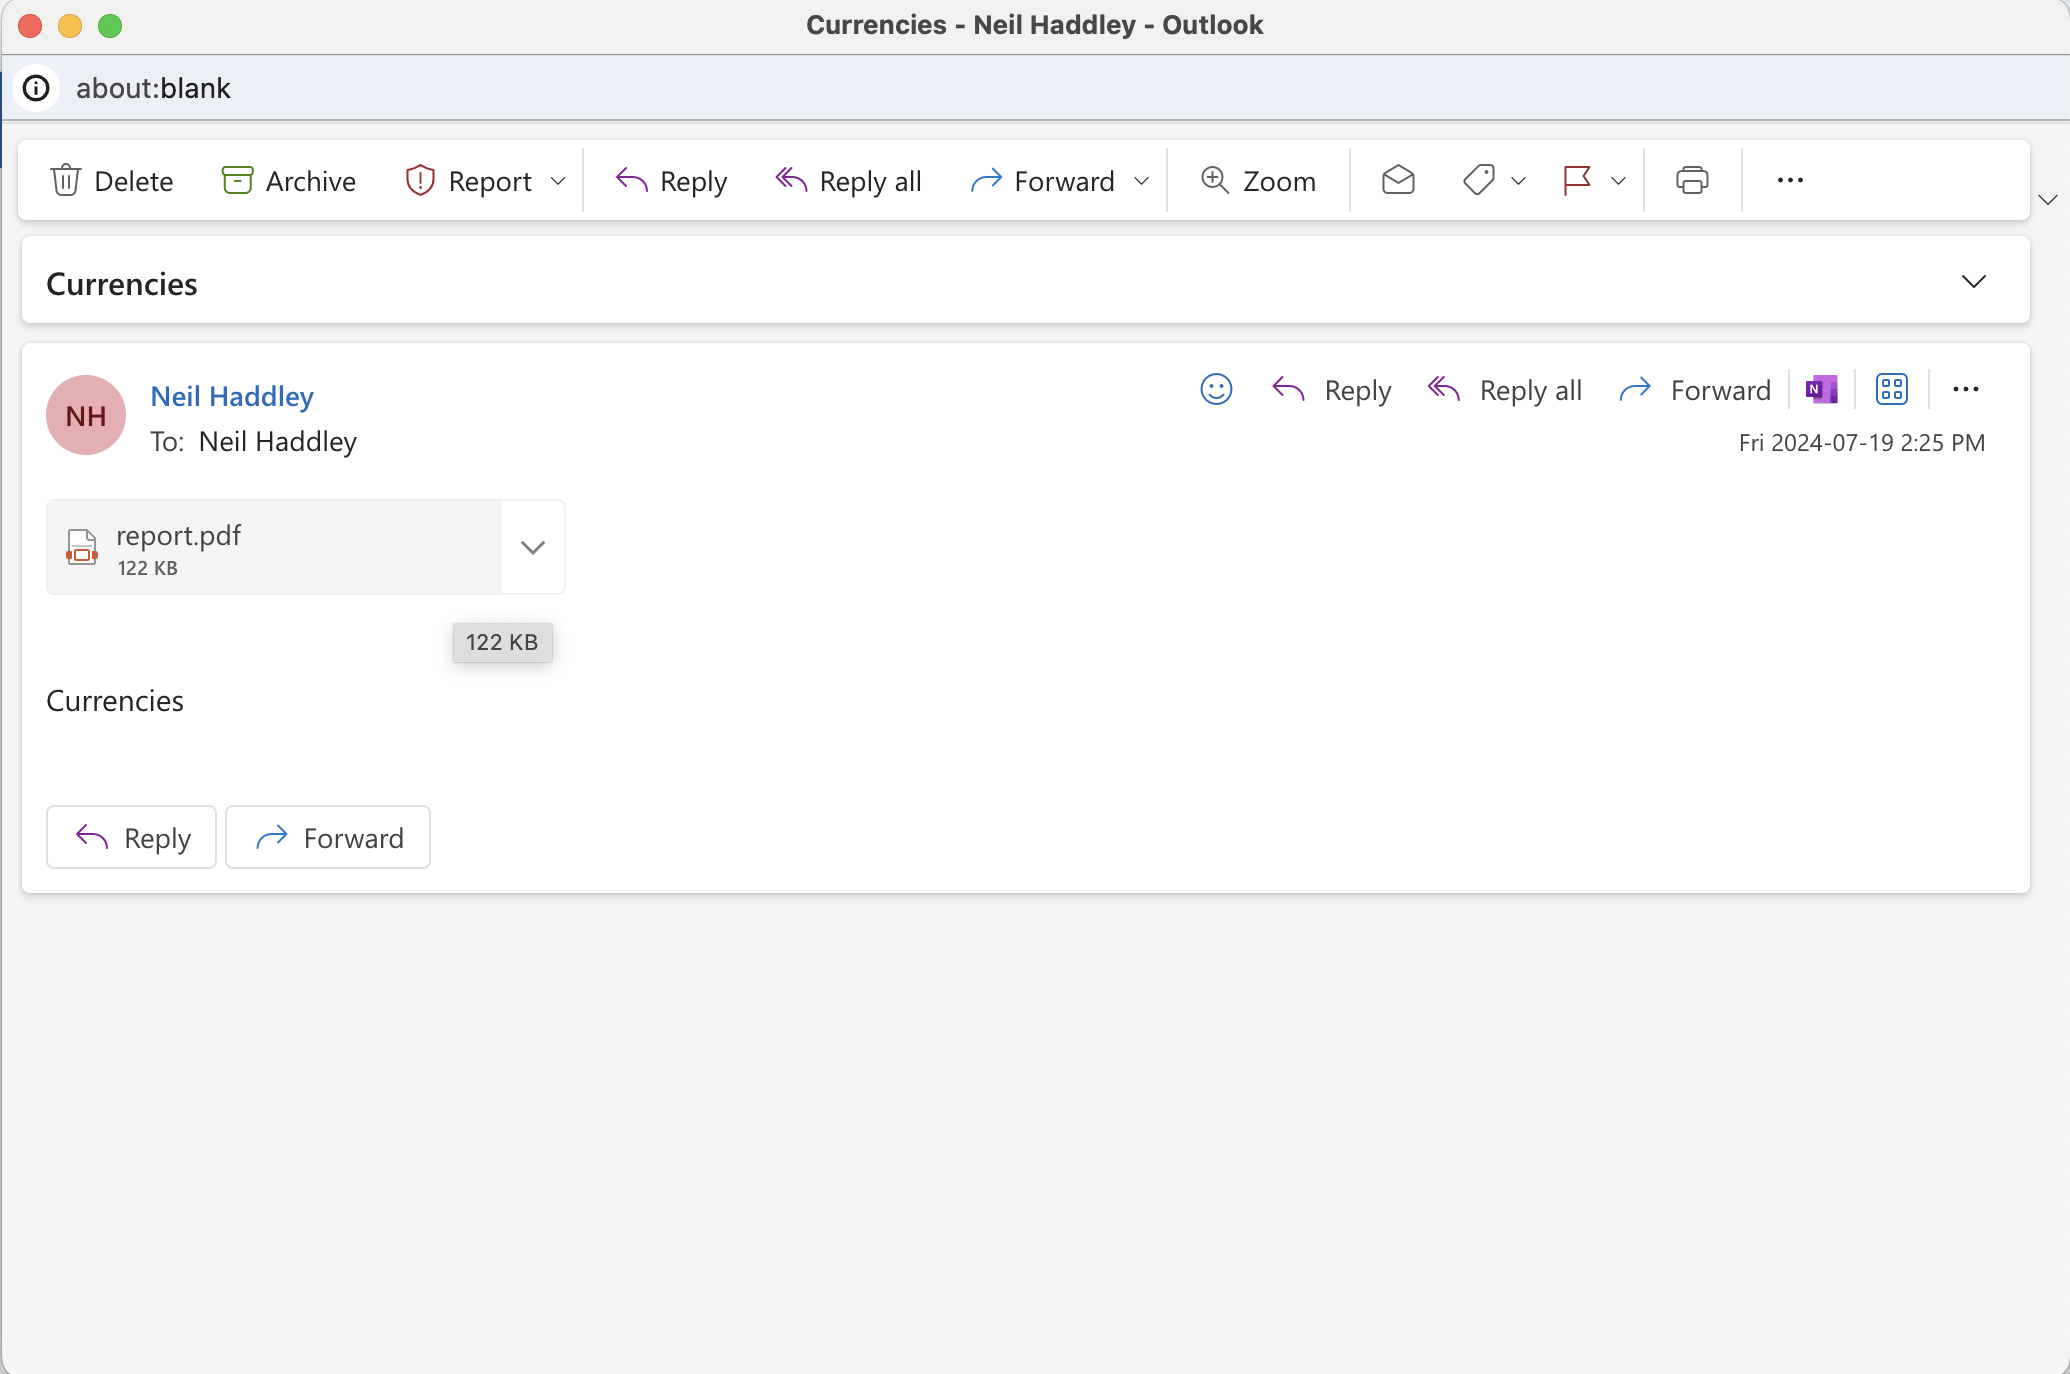 Currencies - Neil Haddley - Outlook
about:blank
Delete Archive Report Reply Reply all Forward Zoom
Currencies
NH
Neil Haddley
To: Neil Haddley
Reply Reply all Forward N
Fri 2024-07-19 2:25 PM
report.pdf
122 KB
122 KB
Currencies
Reply Forward